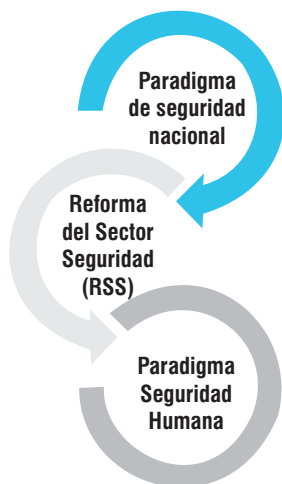 Paradigma
de seguridad
nacional
Reforma
del Sector
Seguridad
(RSS)
Paradigma
Seguridad
Humana